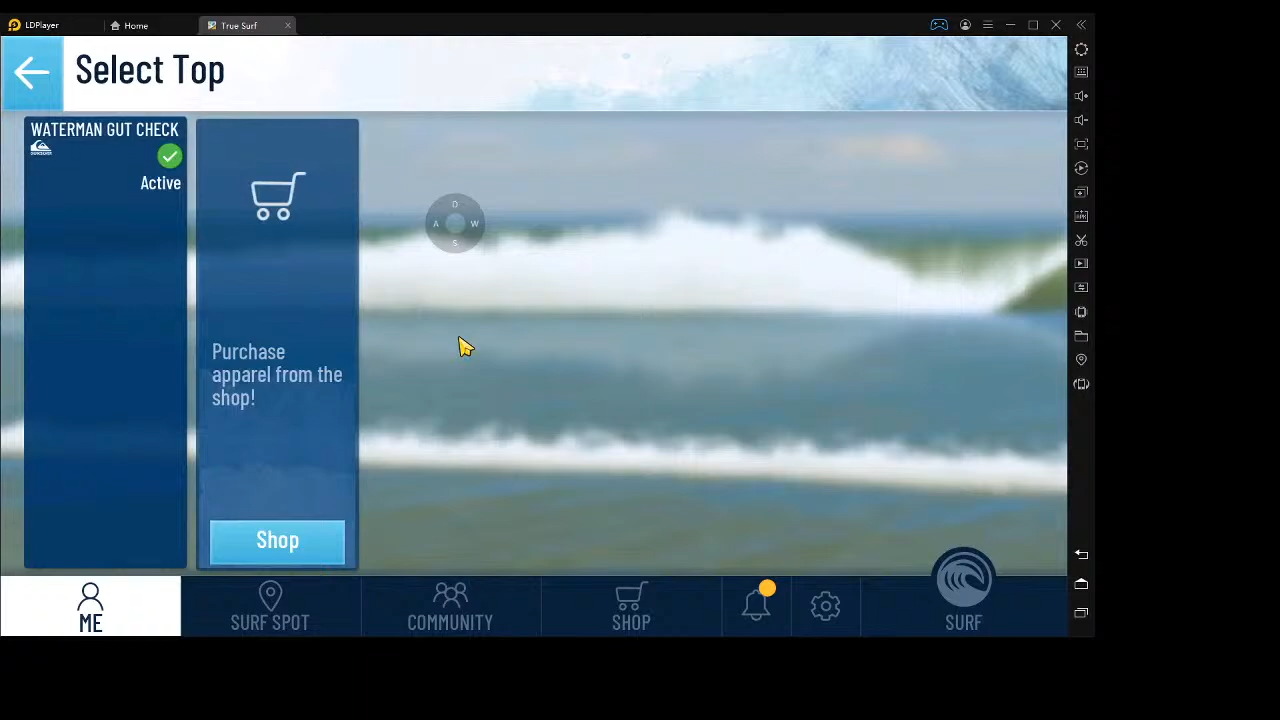 LDPlayer
Home
True Surf
Select Top
WATERMAN GUT CHECK
Active
D
A W
S
Purchase
apparel from the
shop!
Shop
ME
SURF SPOT
COMMUNITY
SHOP
SURF